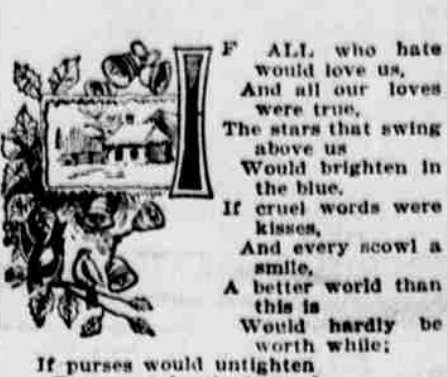 IF ALL who hate
would love us,
And all our loves
were true,
The stars that swing
above us
Would brighten in
the blue,
If cruel words were
kisses,
And every scowl a
smile,
A better world than
this is
Would hardly be
worth while;
If purses would untighten